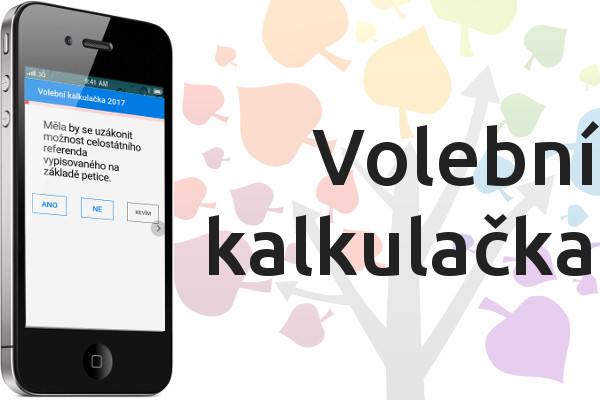 3G 9:41 AM
Volební kalkulačka 2017
Měla by se uzákonit
možnost celostátního
referenda
vypisovaného na
základě petice.
ANO NE NEVÍM
Volební
kalkulačka